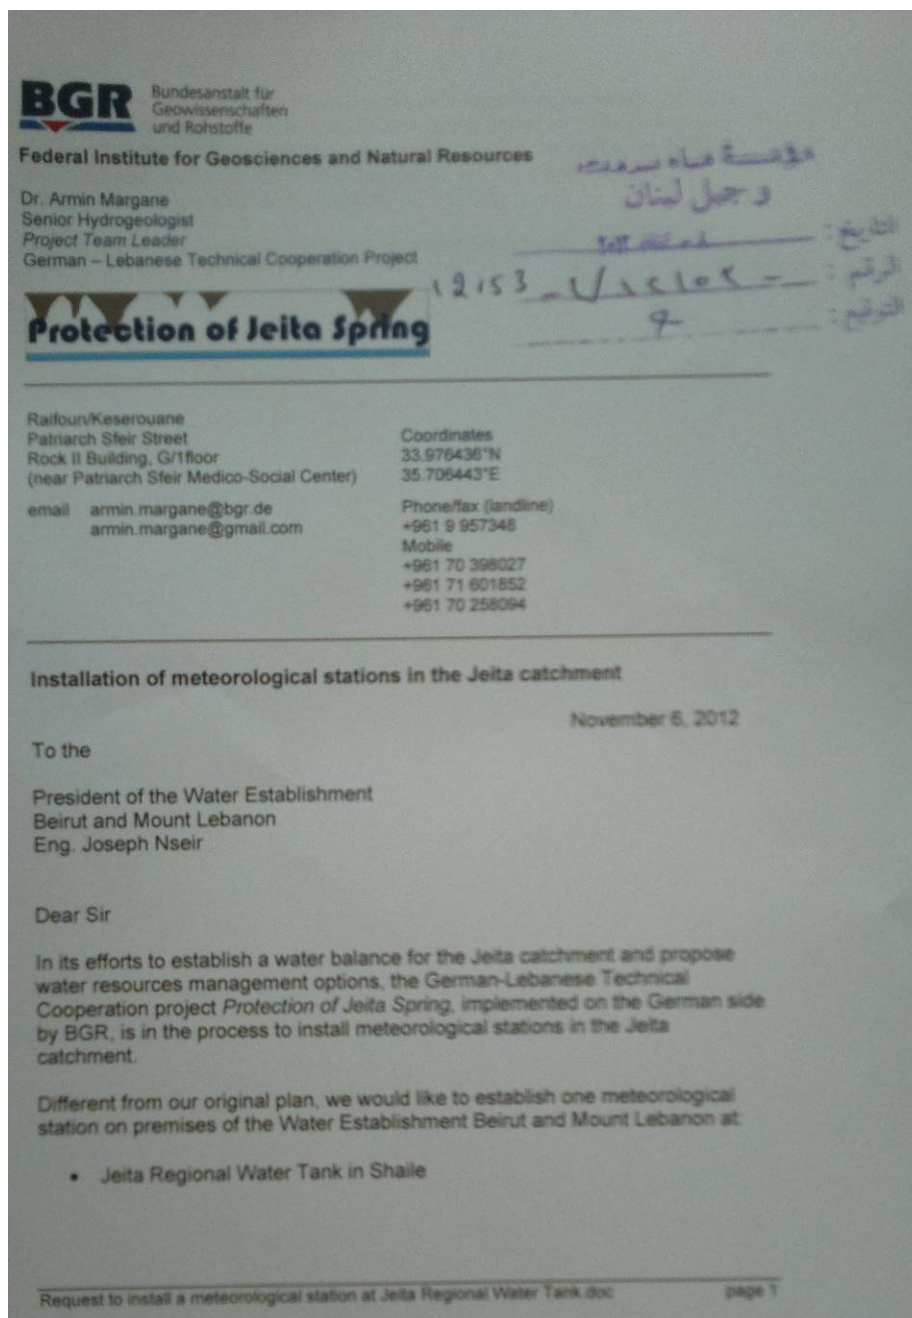 BGR
Bundesanstalt für
Geowissenschaften
und Rohstoffe
Federal Institute for Geosciences and Natural Resources
Dr. Armin Margane
Senior Hydrogeologist
Project Team Leader
German – Lebanese Technical Cooperation Project
Protection of Jeita Spring
مؤسسة مياه بيروت
و جبل لبنان
التاريخ :
الرقم :
التوقيع :
12153
Raifoun/Keserouane
Patriarch Sfeir Street
Rock II Building, G/1floor
(near Patriarch Sfeir Medico-Social Center)
email armin.margane@bgr.de
armin.margane@gmail.com
Coordinates
33.976436°N
35.706443°E
Phone/fax (landline)
+961 9 957348
Mobile
+961 70 398027
+961 71 601852
+961 70 258094
Installation of meteorological stations in the Jeita catchment
November 6, 2012
To the
President of the Water Establishment
Beirut and Mount Lebanon
Eng. Joseph Nseir
Dear Sir
In its efforts to establish a water balance for the Jeita catchment and propose
water resources management options, the German-Lebanese Technical
Cooperation project Protection of Jeita Spring, implemented on the German side
by BGR, is in the process to install meteorological stations in the Jeita
catchment.
Different from our original plan, we would like to establish one meteorological
station on premises of the Water Establishment Beirut and Mount Lebanon at:
• Jeita Regional Water Tank in Shaile
Request to install a meteorological station at Jeita Regional Water Tank.doc page 1